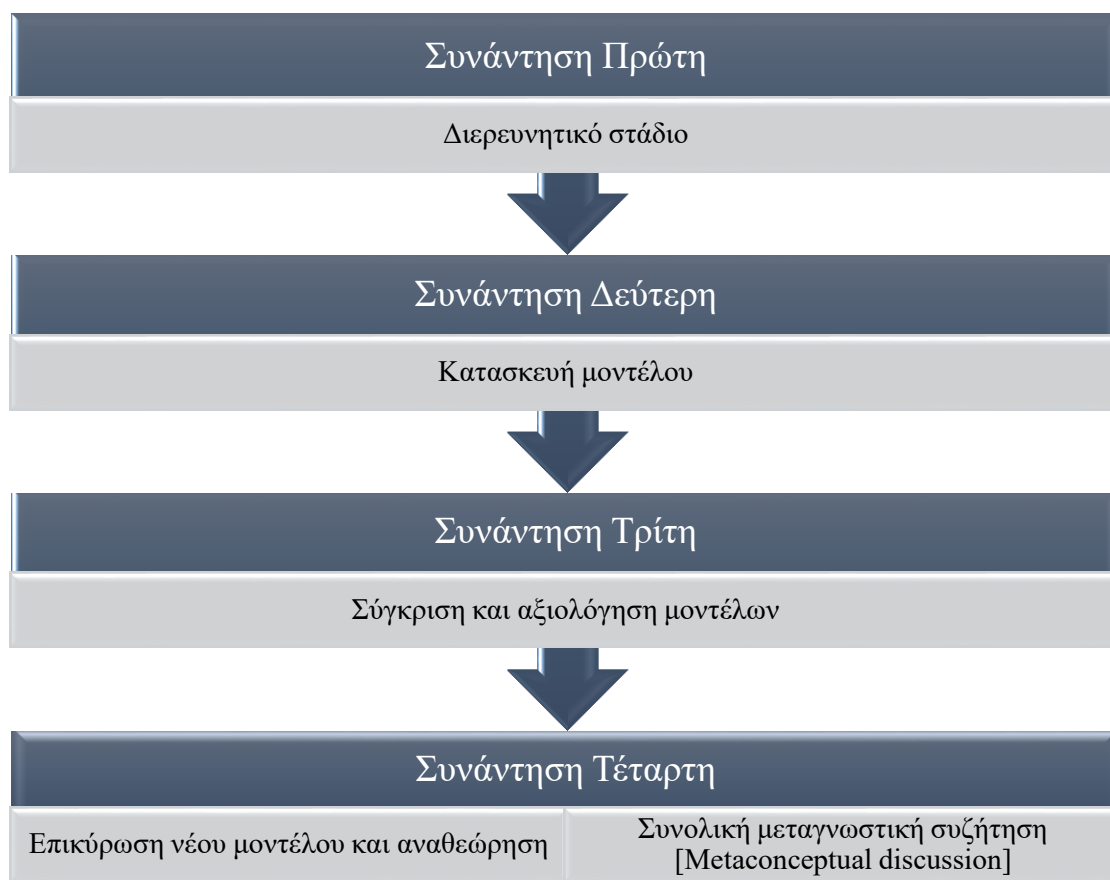 Συνάντηση Πρώτη
Διερευνητικό στάδιο
Συνάντηση Δεύτερη
Κατασκευή μοντέλου
Συνάντηση Τρίτη
Σύγκριση και αξιολόγηση μοντέλων
Συνάντηση Τέταρτη
Επικύρωση νέου μοντέλου και αναθεώρηση
Συνολική μεταγνωστική συζήτηση
[Metaconceptual discussion]